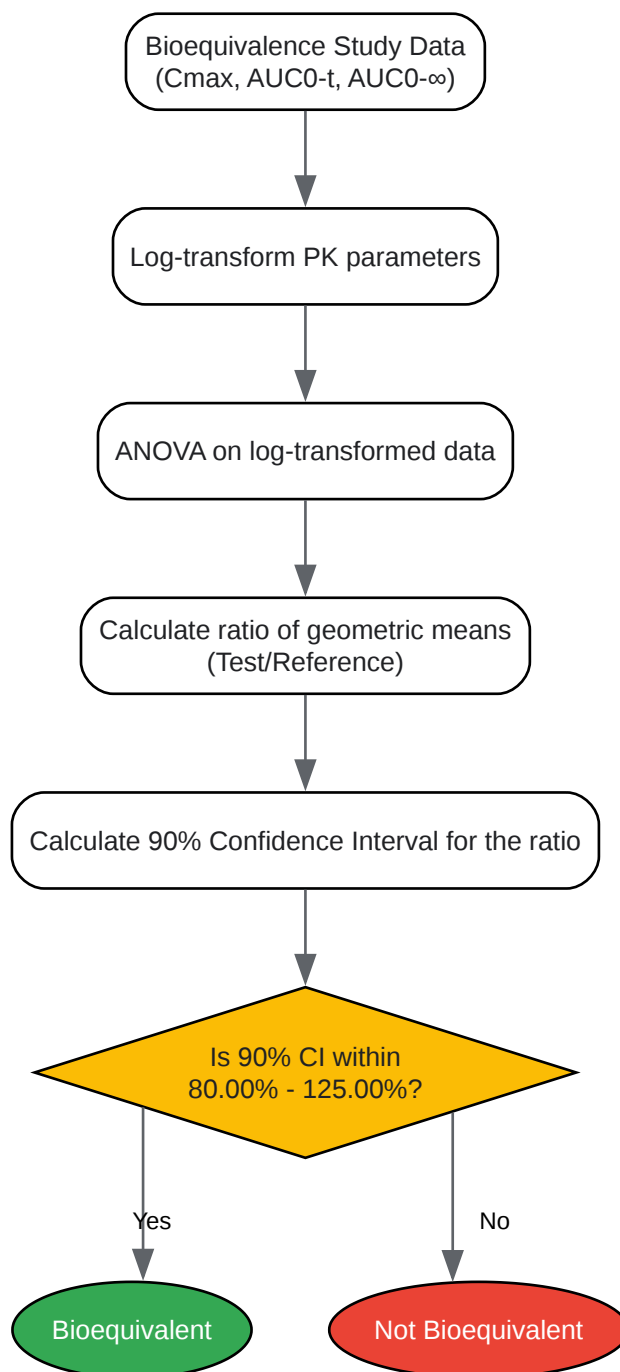 Bioequivalence Study Data
(Cmax, AUC0-t, AUC0-∞)
Log-transform PK parameters
ANOVA on log-transformed data
Calculate ratio of geometric means
(Test/Reference)
Calculate 90% Confidence Interval for the ratio
Is 90% CI within
80.00% - 125.00%?
Yes
No
Bioequivalent
Not Bioequivalent